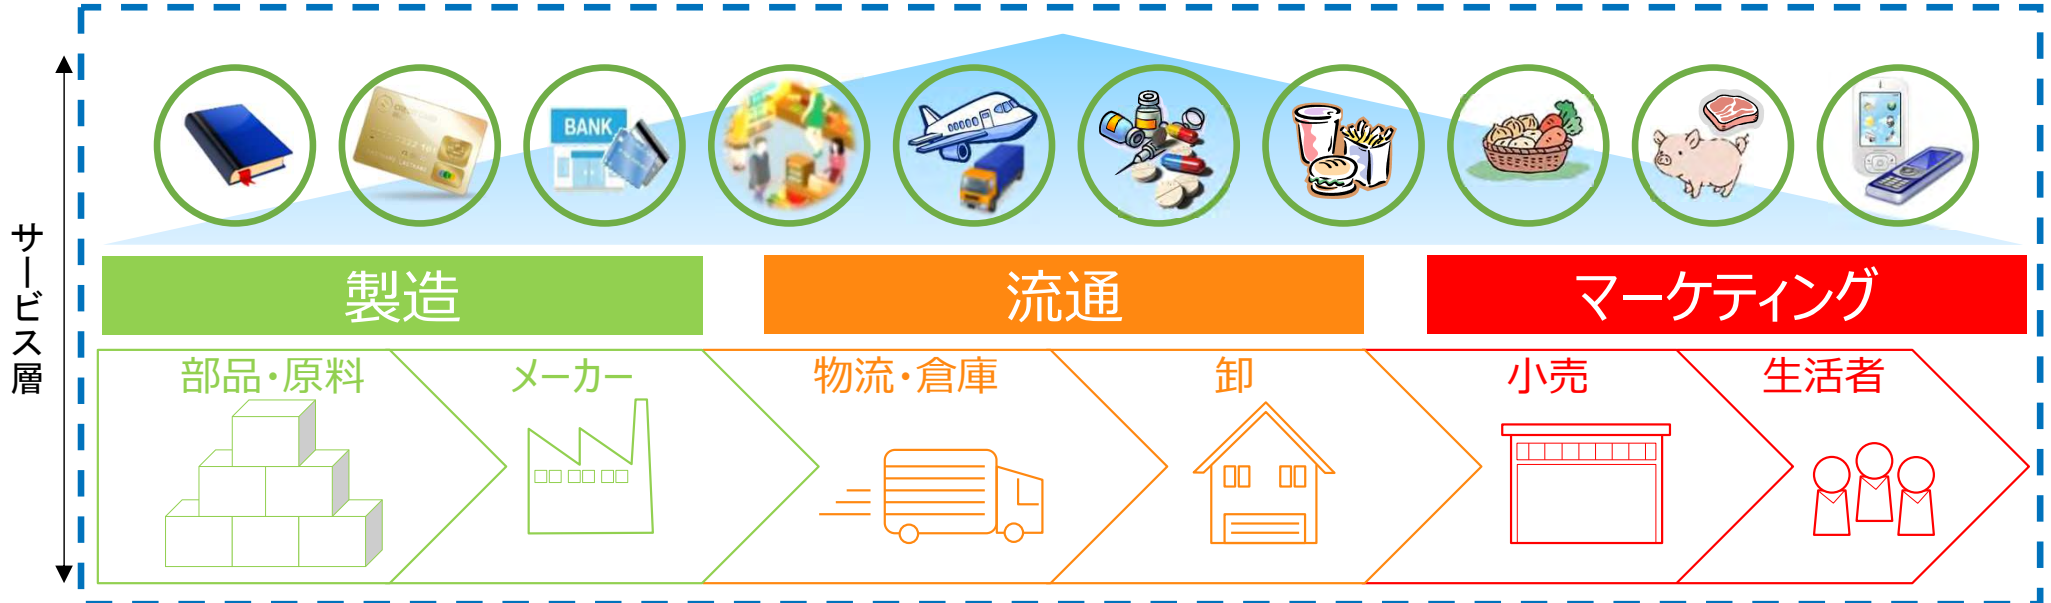 サービス層
BANK
製造
流通
マーケティング
部品・原料
メーカー
物流・倉庫
卸
小売
生活者